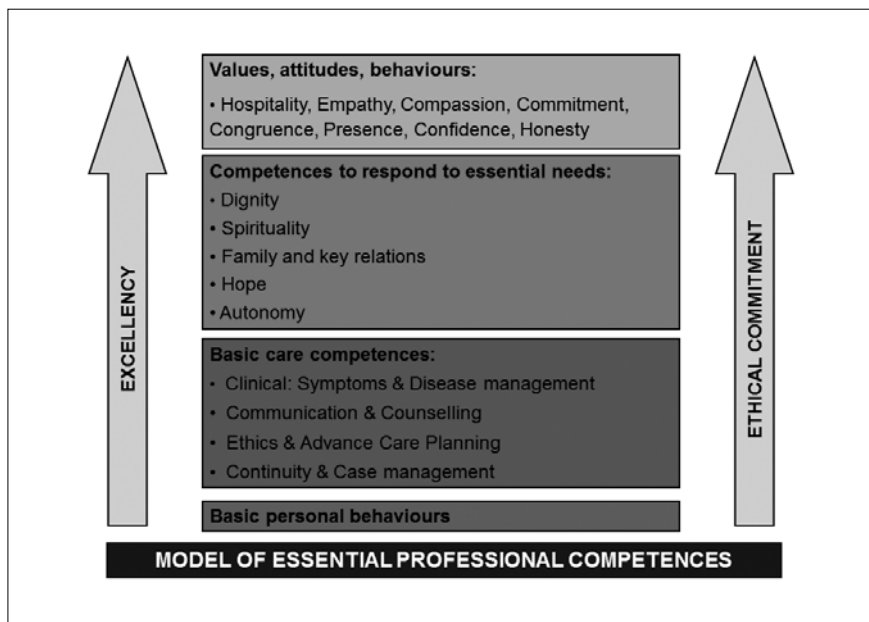 Values, attitudes, behaviours:
• Hospitality, Empathy, Compassion, Commitment,
Congruence, Presence, Confidence, Honesty
Competences to respond to essential needs:
• Dignity
• Spirituality
• Family and key relations
• Hope
• Autonomy
Basic care competences:
• Clinical: Symptoms & Disease management
• Communication & Counselling
• Ethics & Advance Care Planning
• Continuity & Case management
Basic personal behaviours
EXCELLENCY
ETHICAL COMMITMENT
MODEL OF ESSENTIAL PROFESSIONAL COMPETENCES